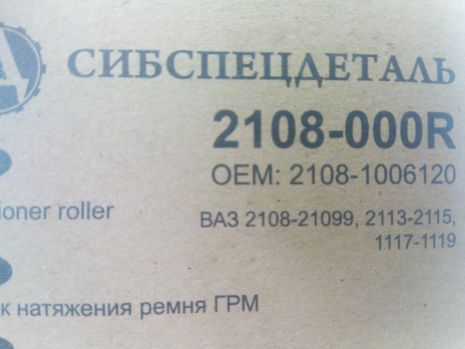 СИБСПЕЦДЕТАЛЬ
2108-000R
OEM: 2108-1006120
ioner roller
ВАЗ 2108-21099, 2113-2115,
1117-1119
к натяжения ремня ГРМ